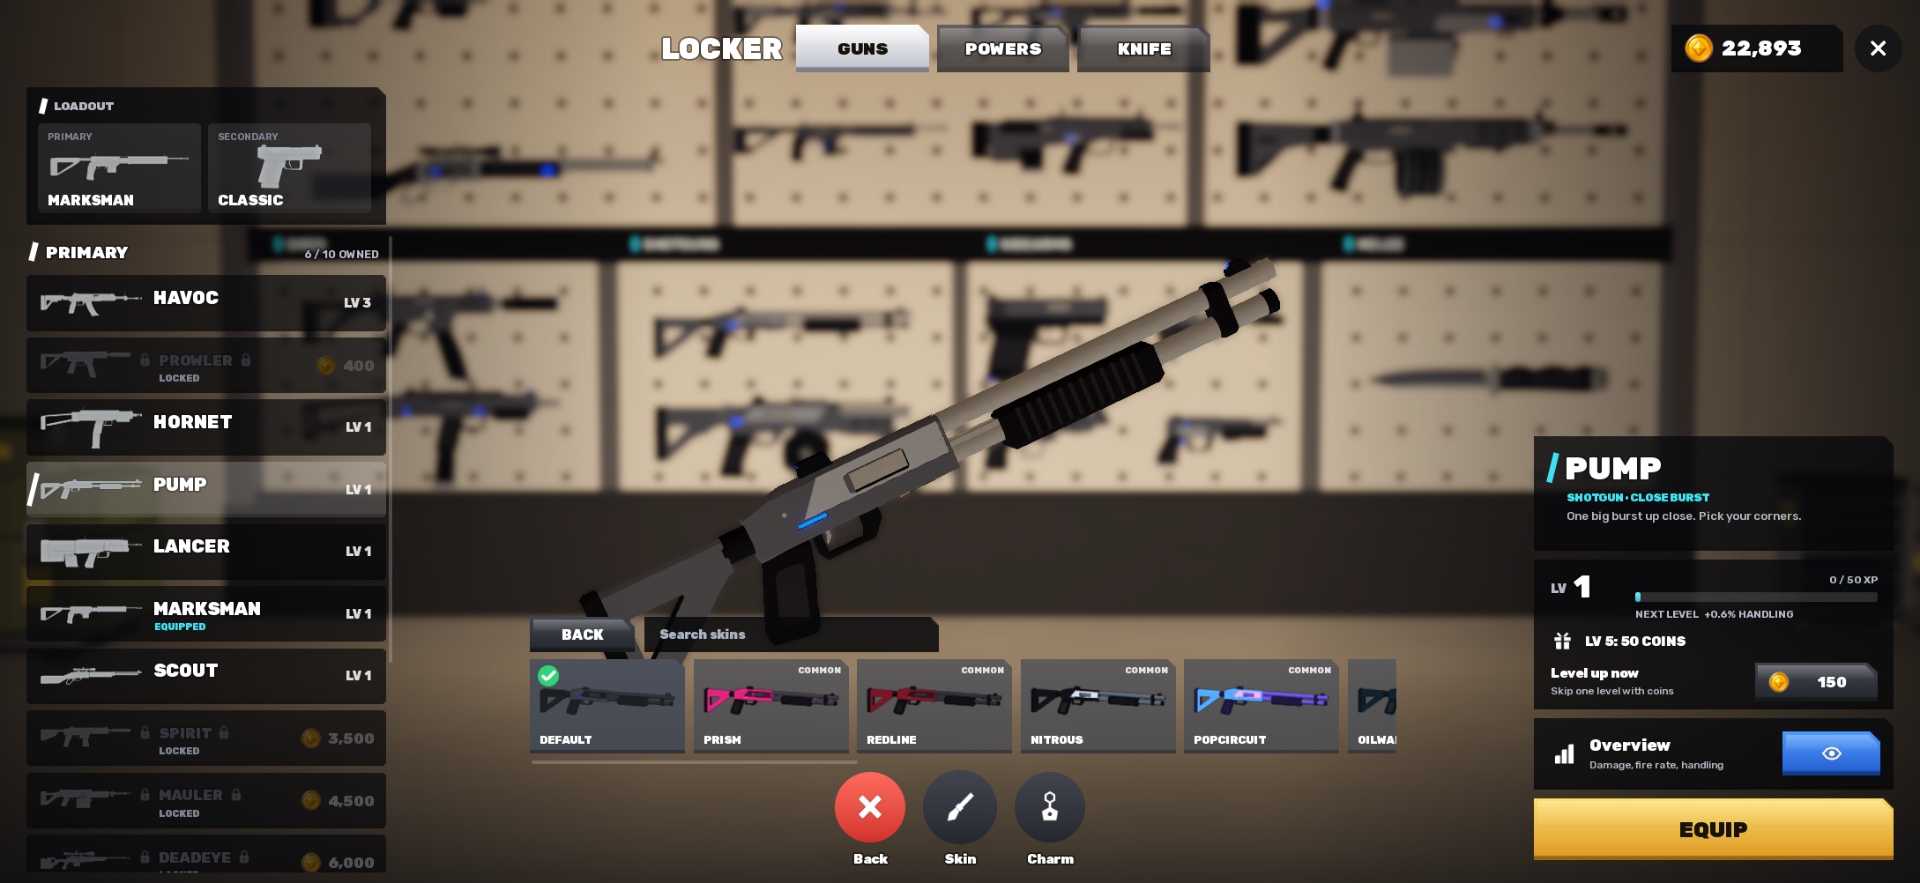 LOCKER
GUNS
POWERS
KNIFE
22,893
LOADOUT
PRIMARY
MARKSMAN
SECONDARY
CLASSIC
PRIMARY
6 / 10 OWNED
HAVOC
LV 3
PROWLER
LOCKED
400
HORNET
LV 1
PUMP
LV 1
LANCER
LV 1
MARKSMAN
EQUIPPED
LV 1
SCOUT
LV 1
SPIRIT
LOCKED
3,500
MAULER
LOCKED
4,500
DEADEYE
6,000
BACK
Search skins
DEFAULT
COMMON
PRISM
COMMON
REDLINE
COMMON
NITROUS
COMMON
POPCIRCUIT
OILWA
Back
Skin
Charm
PUMP
SHOTGUN · CLOSE BURST
One big burst up close. Pick your corners.
LV 1
0 / 50 XP
NEXT LEVEL +0.6% HANDLING
LV 5: 50 COINS
Level up now
Skip one level with coins
150
Overview
Damage, fire rate, handling
EQUIP